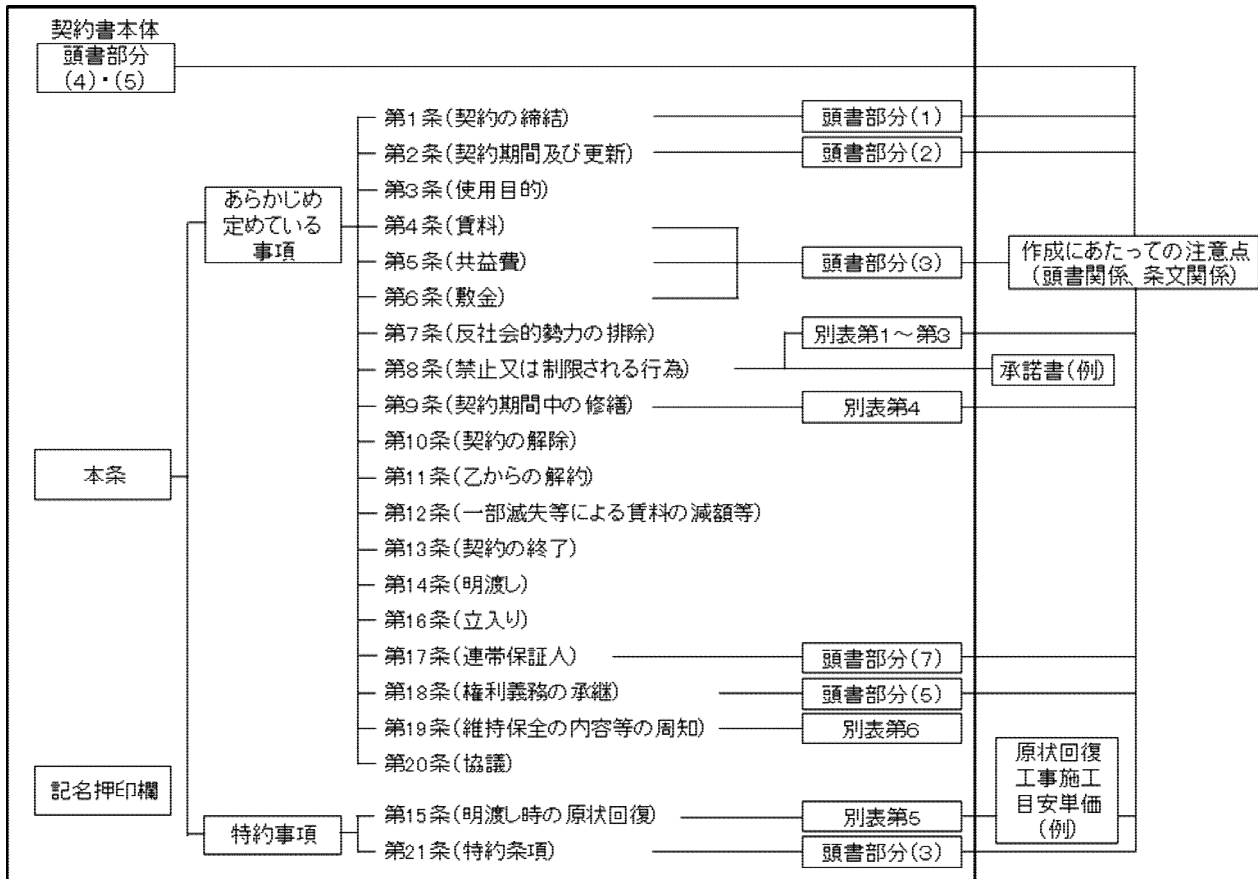 契約書本体
頭書部分
(4)・(5)
第1条(契約の締結)
頭書部分(1)
第2条(契約期間及び更新)
頭書部分(2)
あらかじめ
定めている
事項
第3条(使用目的)
第4条(賃料)
第5条(共益費)
頭書部分(3)
作成にあたっての注意点
(頭書関係、条文関係)
第6条(敷金)
第7条(反社会的勢力の排除)
別表第1～第3
第8条(禁止又は制限される行為)
承諾書(例)
第9条(契約期間中の修繕)
別表第4
第10条(契約の解除)
本条
第11条(乙からの解約)
第12条(一部滅失等による賃料の減額等)
第13条(契約の終了)
第14条(明渡し)
第16条(立入り)
第17条(連帯保証人)
頭書部分(7)
第18条(権利義務の承継)
頭書部分(5)
第19条(維持保全の内容等の周知)
別表第6
第20条(協議)
記名押印欄
特約事項
第15条(明渡し時の原状回復)
別表第5
原状回復
工事施工
目安単価
(例)
第21条(特約条項)
頭書部分(3)